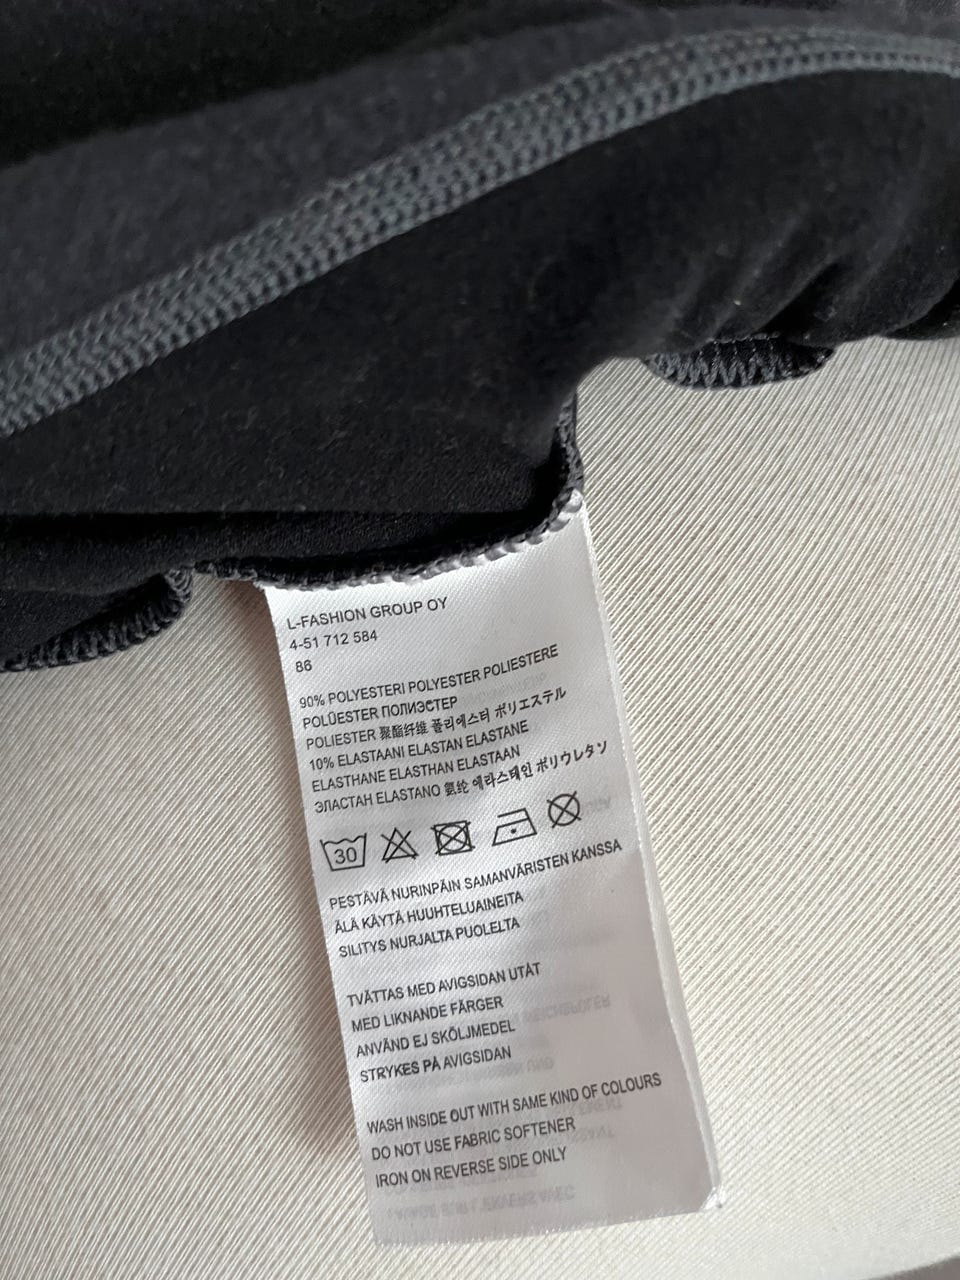 L-FASHION GROUP OY
4-51 712 584
86
90% POLYESTERI POLYESTER POLIESTERE
POLÜESTER ПОЛИЭСТЕР
POLIESTER 聚酯纤维 폴리에스터 ポリエステル
10% ELASTAANI ELASTAN ELASTANE
ELASTHANE ELASTHAN ELASTAAN
ЭЛАСТАН ELASTANO 氨纶 에라스테인 ポリウレタン
30
PESTÄVÄ NURINPÄIN SAMANVÄRISTEN KANSSA
ÄLÄ KÄYTÄ HUUHTELUAINEITA
SILITYS NURJALTA PUOLELTA
TVÄTTAS MED AVIGSIDAN UTÅT
MED LIKNANDE FÄRGER
ANVÄND EJ SKÖLJMEDEL
STRYKES PÅ AVIGSIDAN
WASH INSIDE OUT WITH SAME KIND OF COLOURS
DO NOT USE FABRIC SOFTENER
IRON ON REVERSE SIDE ONLY